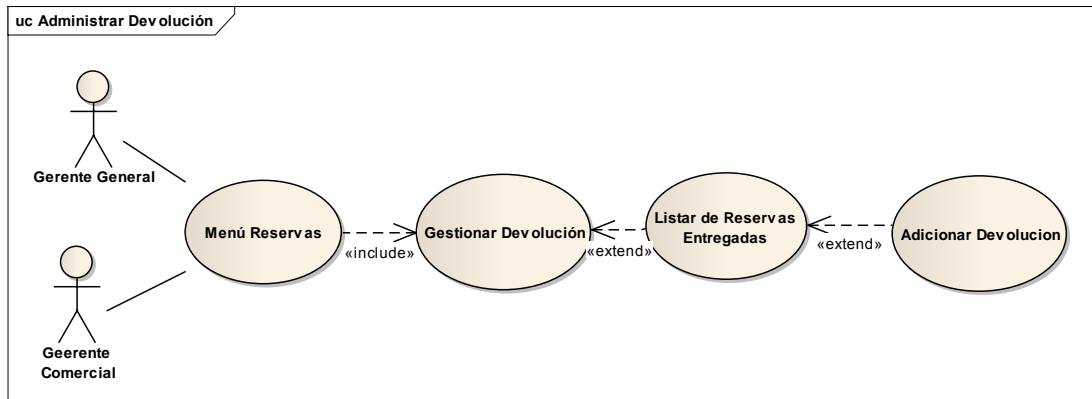 uc Administrar Devolución
Gerente General
Geerente
Comercial
Menú Reservas
«include»
Gestionar Devolución
«extend»
Listar de Reservas
Entregadas
«extend»
Adicionar Devolucion